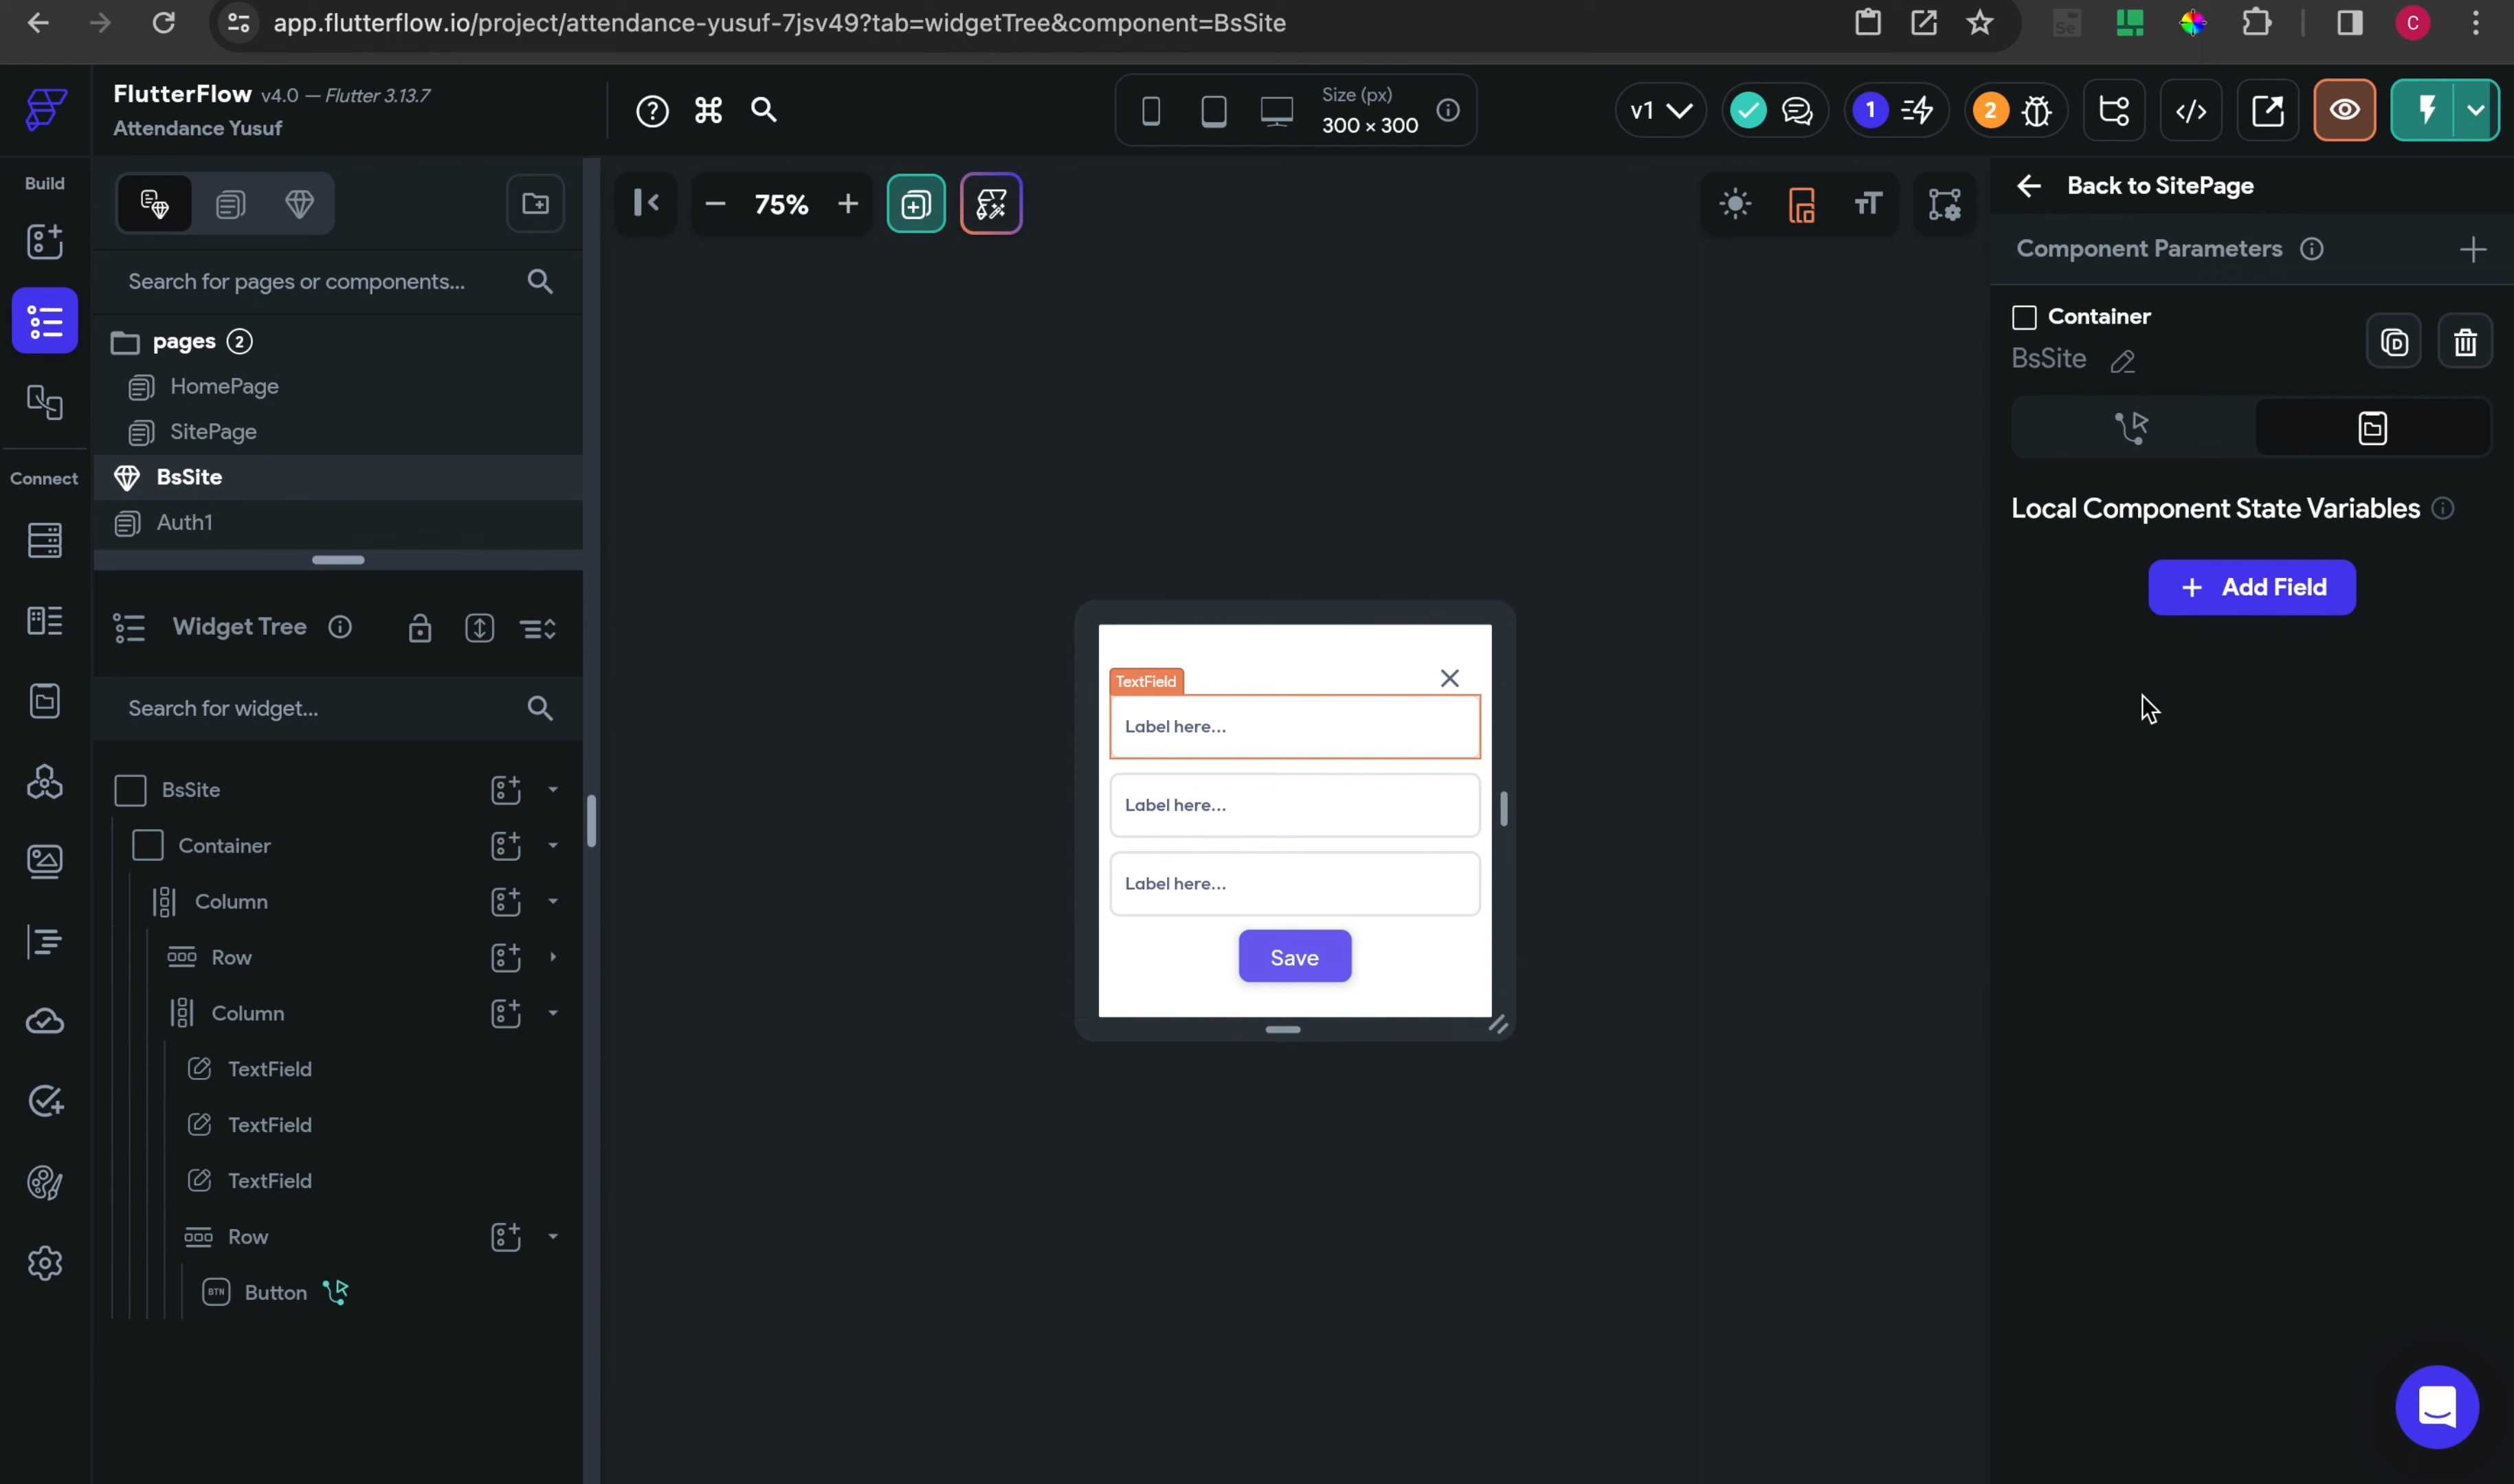 app.flutterflow.io/project/attendance-yusuf-7jsv49?tab=widgetTree&component=BsSite
C
FlutterFlow v4.0 — Flutter 3.13.7
Attendance Yusuf
Size (px)
300 × 300
v1
1
2
Build
75%
Back to SitePage
Search for pages or components...
Component Parameters
pages 2
Container
HomePage
BsSite
SitePage
Connect
BsSite
Auth1
Local Component State Variables
+ Add Field
Widget Tree
TextField
Search for widget...
Label here...
Label here...
Label here...
Save
BsSite
Container
Column
Row
Column
TextField
TextField
TextField
Row
BTN Button